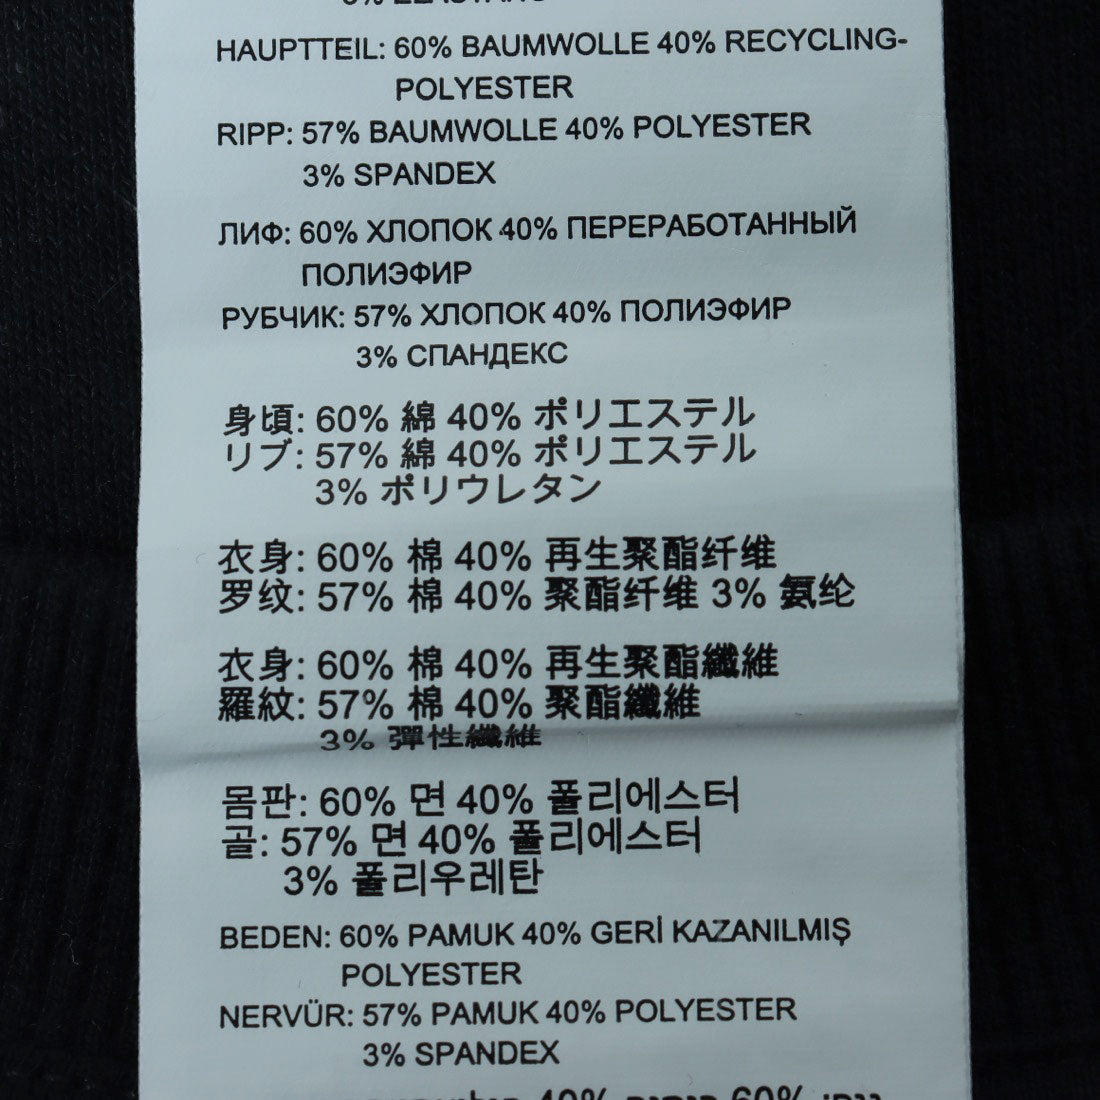 HAUPTTEIL: 60% BAUMWOLLE 40% RECYCLING-
POLYESTER
RIPP: 57% BAUMWOLLE 40% POLYESTER
3% SPANDEX
ЛИФ: 60% ХЛОПОК 40% ПЕРЕРАБОТАННЫЙ
ПОЛИЭФИР
РУБЧИК: 57% ХЛОПОК 40% ПОЛИЭФИР
3% СПАНДЕКС
身頃: 60% 綿 40% ポリエステル
リブ: 57% 綿 40% ポリエステル
3% ポリウレタン
衣身: 60% 棉 40% 再生聚酯纤维
罗纹: 57% 棉 40% 聚酯纤维 3% 氨纶
衣身: 60% 棉 40% 再生聚酯纖維
羅紋: 57% 棉 40% 聚酯纖維
3% 彈性纖維
몸판: 60% 면 40% 폴리에스터
골: 57% 면 40% 폴리에스터
3% 폴리우레탄
BEDEN: 60% PAMUK 40% GERİ KAZANILMIŞ
POLYESTER
NERVÜR: 57% PAMUK 40% POLYESTER
3% SPANDEX